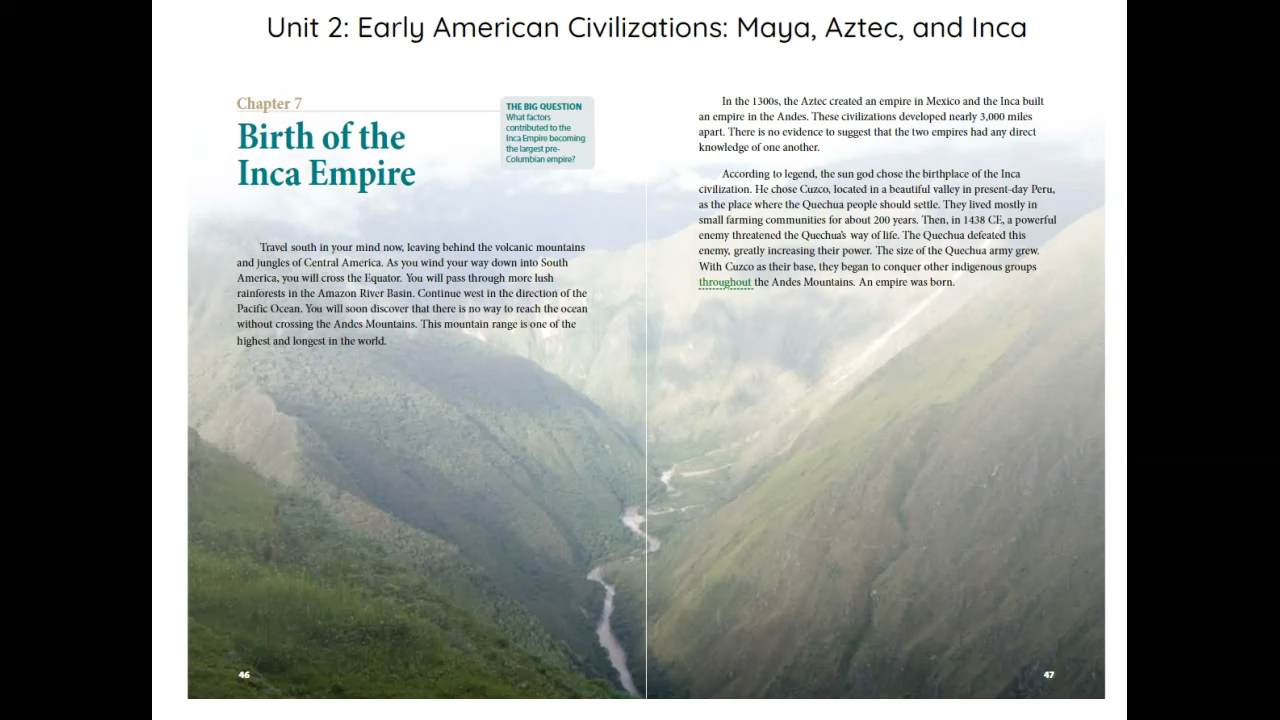 Unit 2: Early American Civilizations: Maya, Aztec, and Inca
Chapter 7
Birth of the
Inca Empire
THE BIG QUESTION
What factors
contributed to the
Inca Empire becoming
the largest pre-
Columbian empire?
Travel south in your mind now, leaving behind the volcanic mountains
and jungles of Central America. As you wind your way down into South
America, you will cross the Equator. You will pass through more lush
rainforests in the Amazon River Basin. Continue west in the direction of the
Pacific Ocean. You will soon discover that there is no way to reach the ocean
without crossing the Andes Mountains. This mountain range is one of the
highest and longest in the world.
46
In the 1300s, the Aztec created an empire in Mexico and the Inca built
an empire in the Andes. These civilizations developed nearly 3,000 miles
apart. There is no evidence to suggest that the two empires had any direct
knowledge of one another.
According to legend, the sun god chose the birthplace of the Inca
civilization. He chose Cuzco, located in a beautiful valley in present-day Peru,
as the place where the Quechua people should settle. They lived mostly in
small farming communities for about 200 years. Then, in 1438 CE, a powerful
enemy threatened the Quechua's way of life. The Quechua defeated this
enemy, greatly increasing their power. The size of the Quechua army grew.
With Cuzco as their base, they began to conquer other indigenous groups
throughout the Andes Mountains. An empire was born.
47